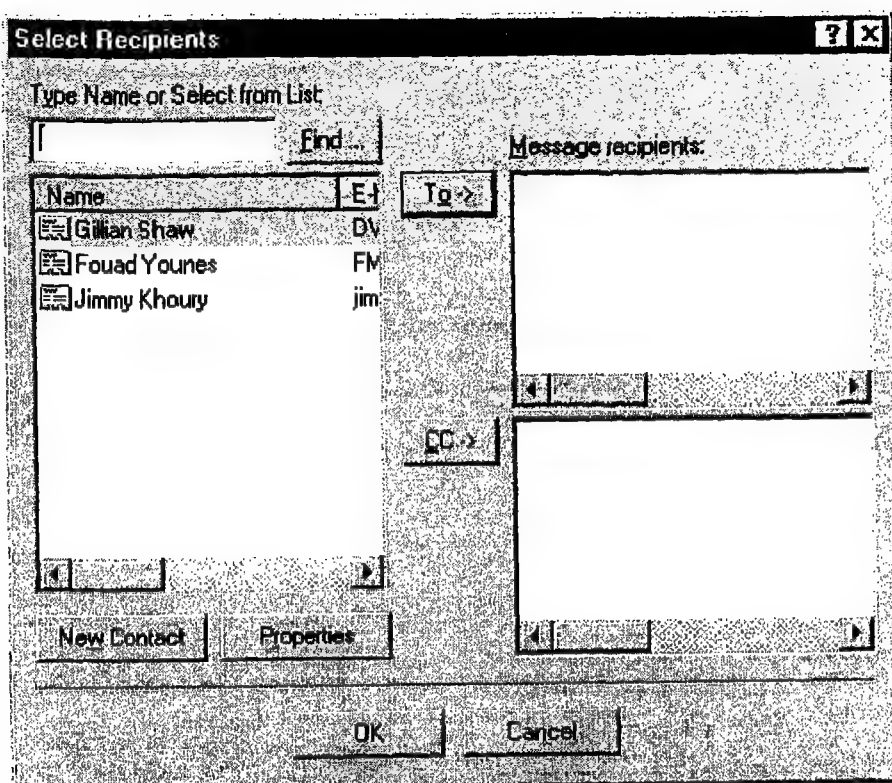 Select Recipients
Type Name or Select from List:
Find ...
Message recipients:
Name E-
To ->
Gillian Shaw DV
Fouad Younes FM
Jimmy Khoury jim
CC ->
New Contact Properties
OK Cancel